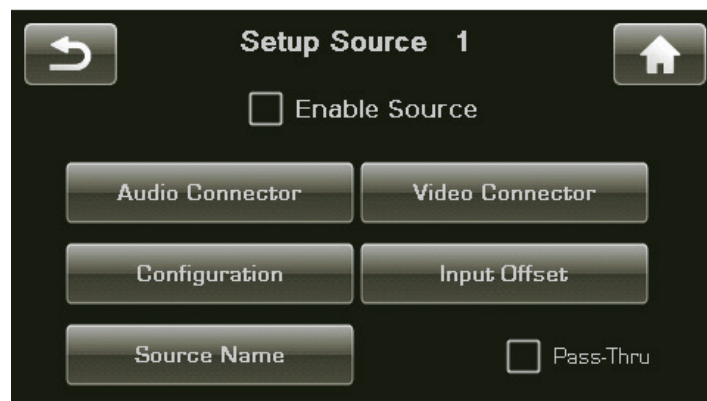 Setup Source 1
Enable Source
Audio Connector
Video Connector
Configuration
Input Offset
Source Name
Pass-Thru